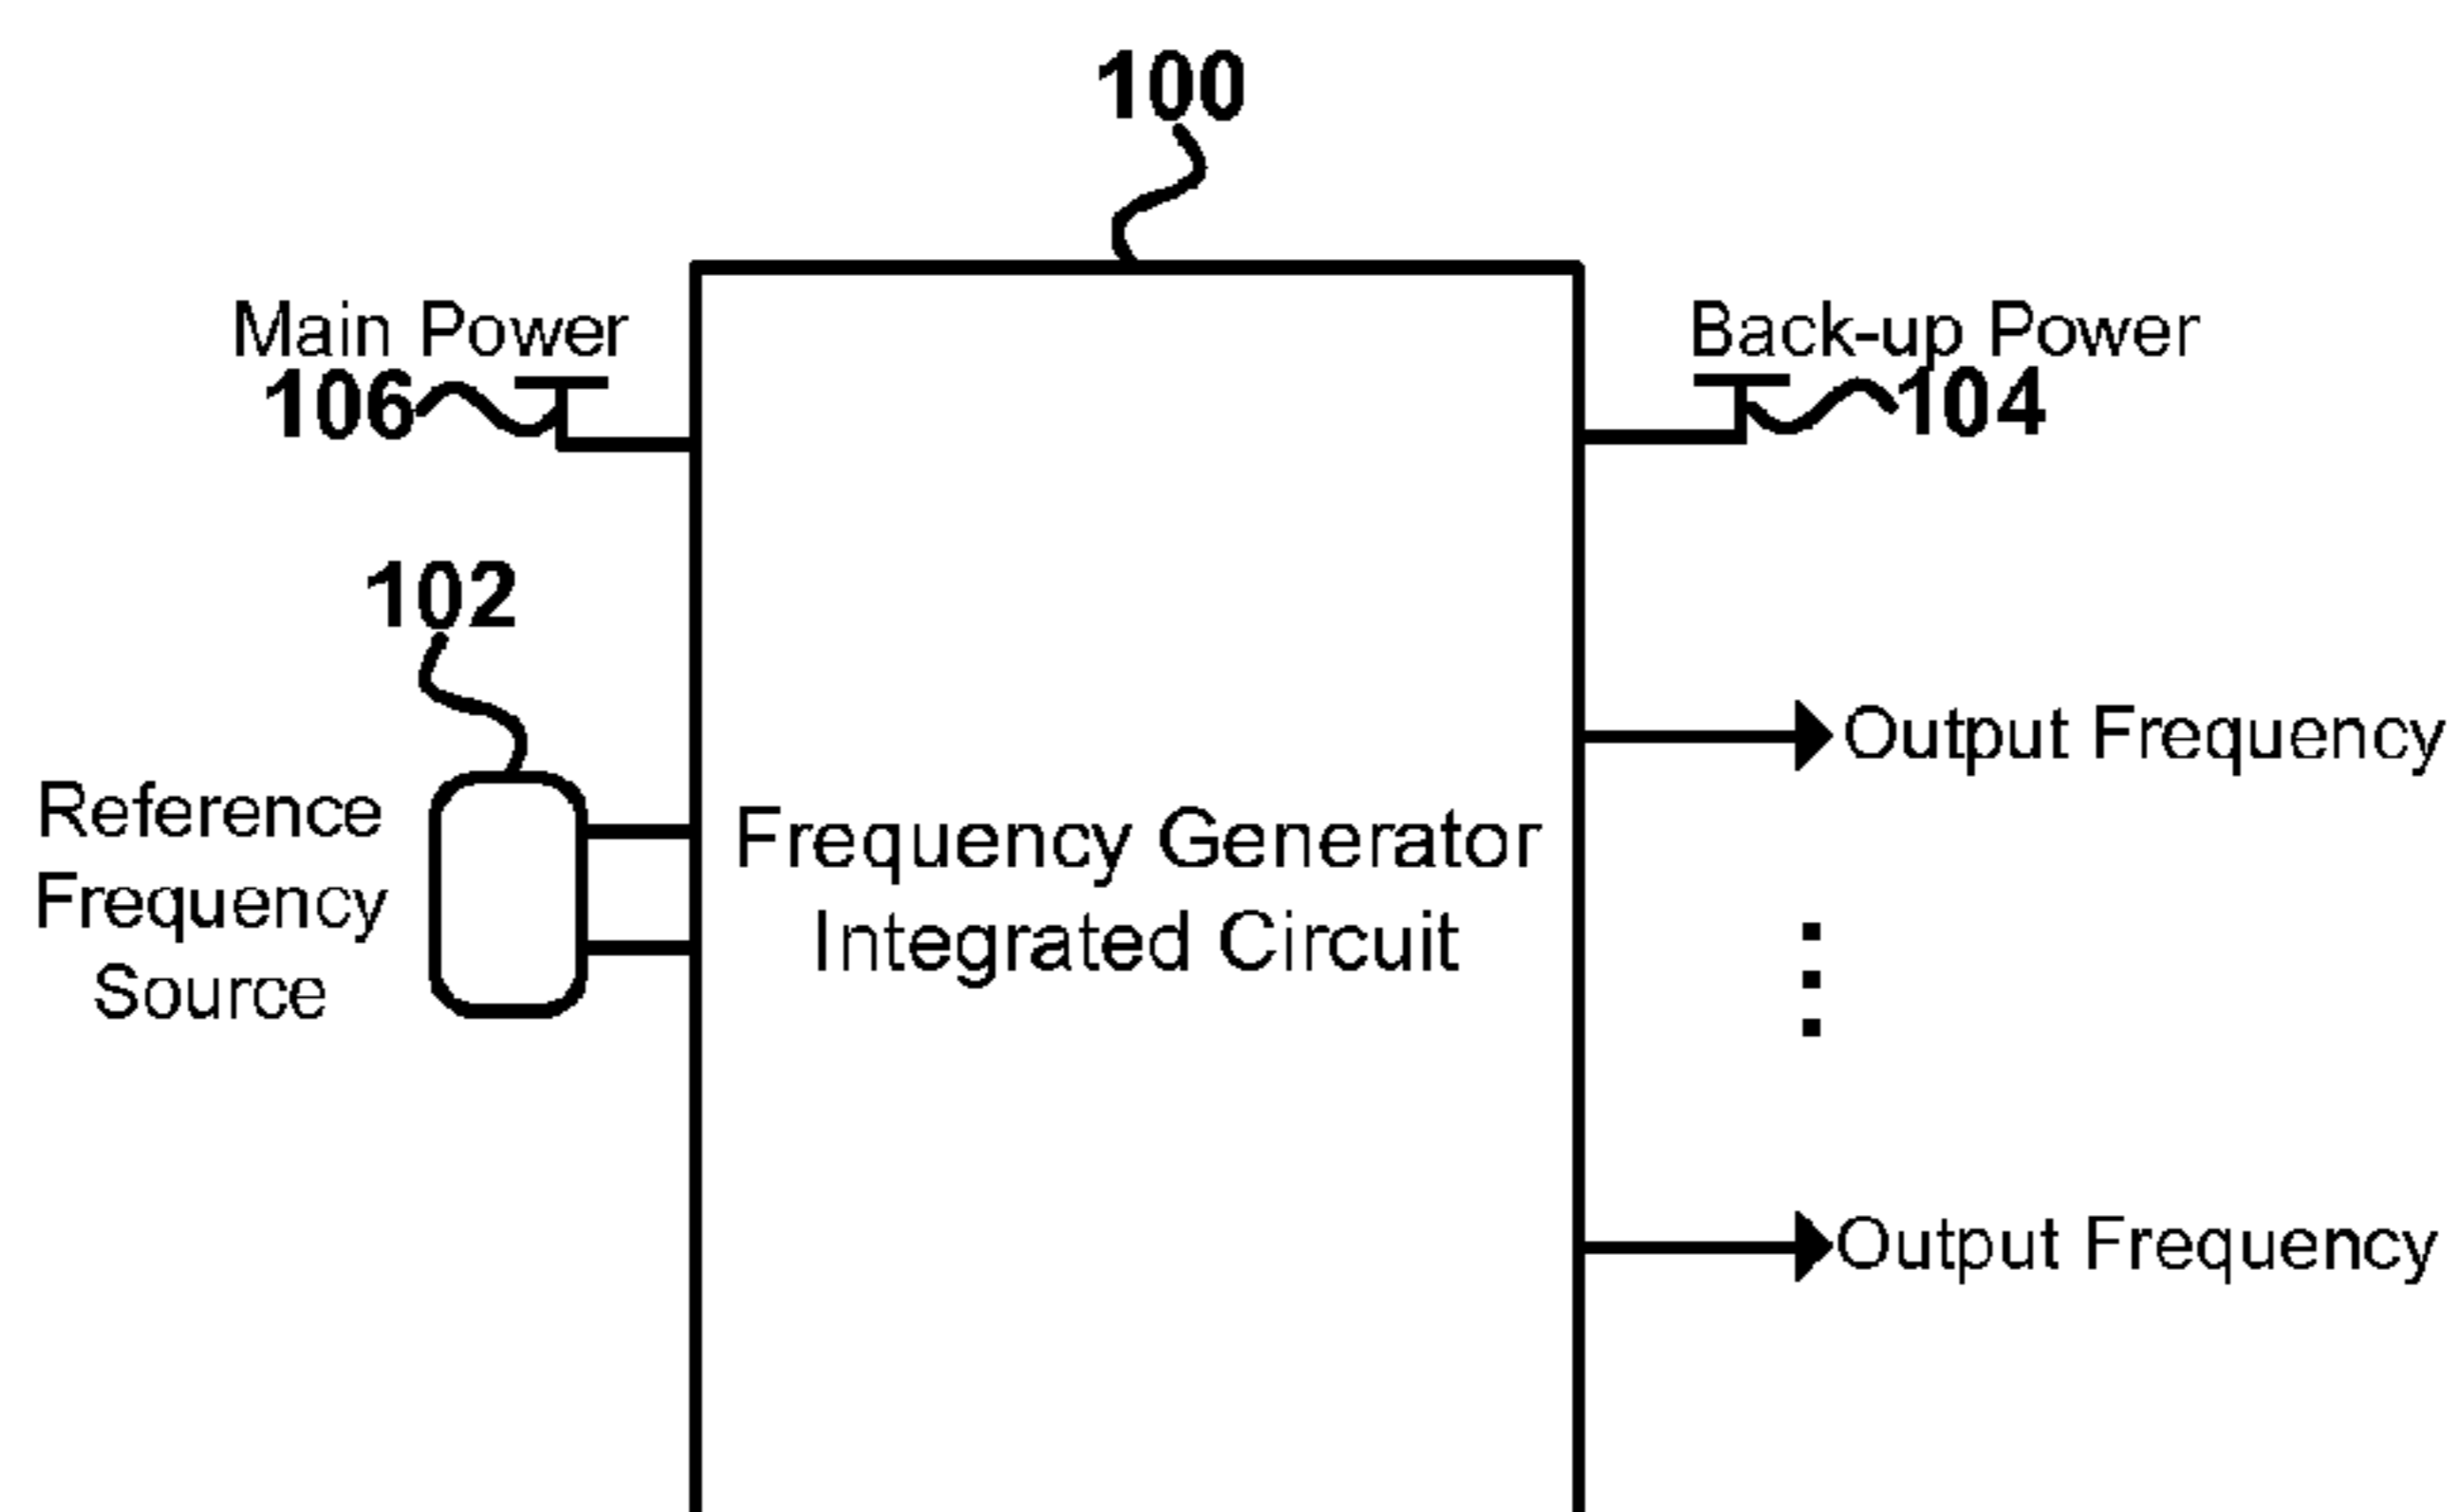 100
Main Power
106
Back-up Power
104
102
Reference
Frequency
Source
Frequency Generator
Integrated Circuit
Output Frequency
Output Frequency